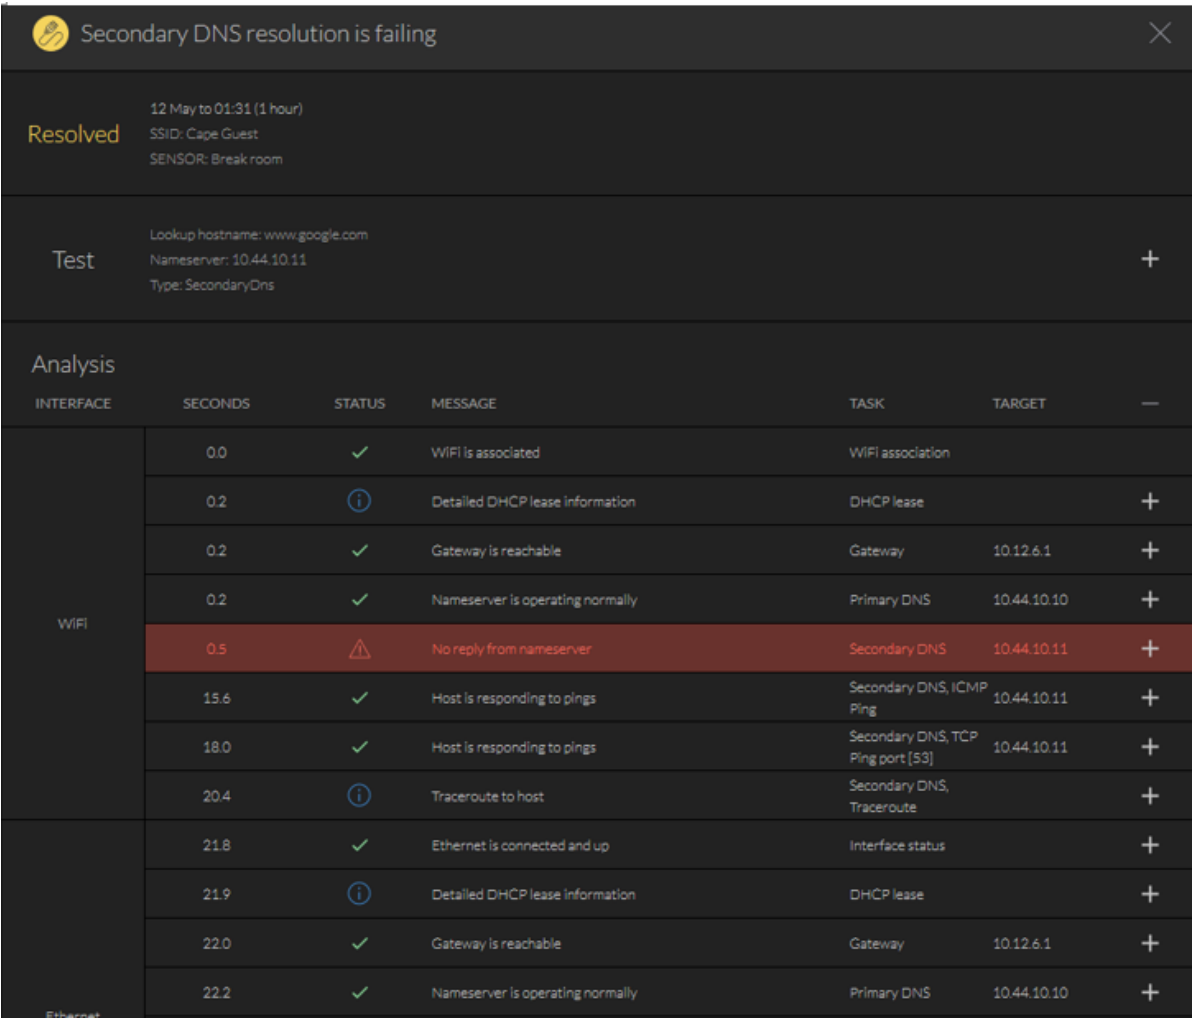 Secondary DNS resolution is failing
Resolved
12 May to 01:31 (1 hour)
SSID: Cape Guest
SENSOR: Break room
Test
Lookup hostname: www.google.com
Nameserver: 10.44.10.11
Type: SecondaryDns
Analysis
INTERFACE SECONDS STATUS MESSAGE TASK TARGET
WiFi
0.0 WiFi is associated WiFi association
0.2 Detailed DHCP lease information DHCP lease
0.2 Gateway is reachable Gateway 10.12.6.1
0.2 Nameserver is operating normally Primary DNS 10.44.10.10
0.5 No reply from nameserver Secondary DNS 10.44.10.11
15.6 Host is responding to pings Secondary DNS, ICMP Ping 10.44.10.11
18.0 Host is responding to pings Secondary DNS, TCP Ping port [53] 10.44.10.11
20.4 Traceroute to host Secondary DNS, Traceroute
Ethernet
21.8 Ethernet is connected and up Interface status
21.9 Detailed DHCP lease information DHCP lease
22.0 Gateway is reachable Gateway 10.12.6.1
22.2 Nameserver is operating normally Primary DNS 10.44.10.10